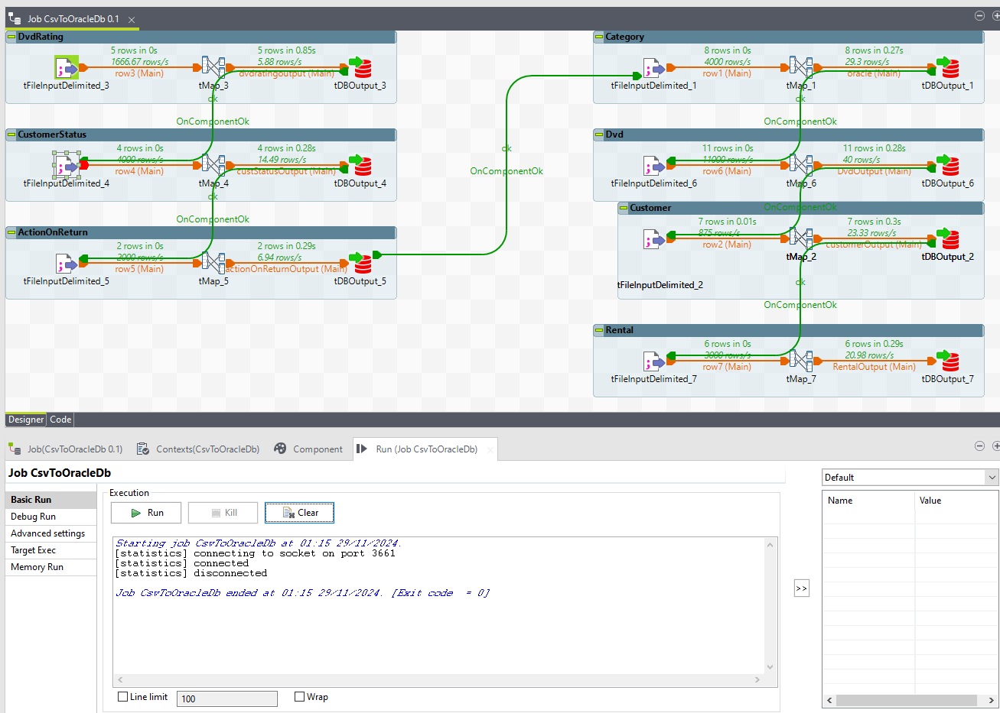 Job CsvToOracleDb 0.1
DvdRating
5 rows in 0s
5 rows in 0.85s
1666.67 rows/s
5.88 rows/s
row3 (Main)
dvdratingoutput (Main)
tFileInputDelimited_3
tMap_3
tDBOutput_3
ok
OnComponentOk
CustomerStatus
4 rows in 0s
4 rows in 0.28s
4000 rows/s
14.49 rows/s
row4 (Main)
custStatusOutput (Main)
tFileInputDelimited_4
tMap_4
tDBOutput_4
ok
OnComponentOk
ActionOnReturn
2 rows in 0s
2 rows in 0.29s
2000 rows/s
6.94 rows/s
row5 (Main)
actionOnReturnOutput (Main)
tFileInputDelimited_5
tMap_5
tDBOutput_5
ok
OnComponentOk
Category
8 rows in 0s
8 rows in 0.27s
4000 rows/s
29.3 rows/s
row1 (Main)
oracle (Main)
tFileInputDelimited_1
tMap_1
tDBOutput_1
ok
OnComponentOk
Dvd
11 rows in 0s
11 rows in 0.28s
11000 rows/s
40 rows/s
row6 (Main)
DvdOutput (Main)
tFileInputDelimited_6
tMap_6
tDBOutput_6
OnComponentOk
Customer
7 rows in 0.01s
7 rows in 0.3s
875 rows/s
23.33 rows/s
row2 (Main)
customerOutput (Main)
tMap_2
tDBOutput_2
tFileInputDelimited_2
ok
OnComponentOk
Rental
6 rows in 0s
6 rows in 0.29s
3000 rows/s
20.98 rows/s
row7 (Main)
RentalOutput (Main)
tFileInputDelimited_7
tMap_7
tDBOutput_7
Designer
Code
Job(CsvToOracleDb 0.1)
Contexts(CsvToOracleDb)
Component
Run (Job CsvToOracleDb)
Job CsvToOracleDb
Basic Run
Debug Run
Advanced settings
Target Exec
Memory Run
Execution
Run
Kill
Clear
Starting job CsvToOracleDb at 01:15 29/11/2024.
[statistics] connecting to socket on port 3661
[statistics] connected
[statistics] disconnected
Job CsvToOracleDb ended at 01:15 29/11/2024. [Exit code  = 0]
Line limit
100
Wrap
>>
Default
Name
Value